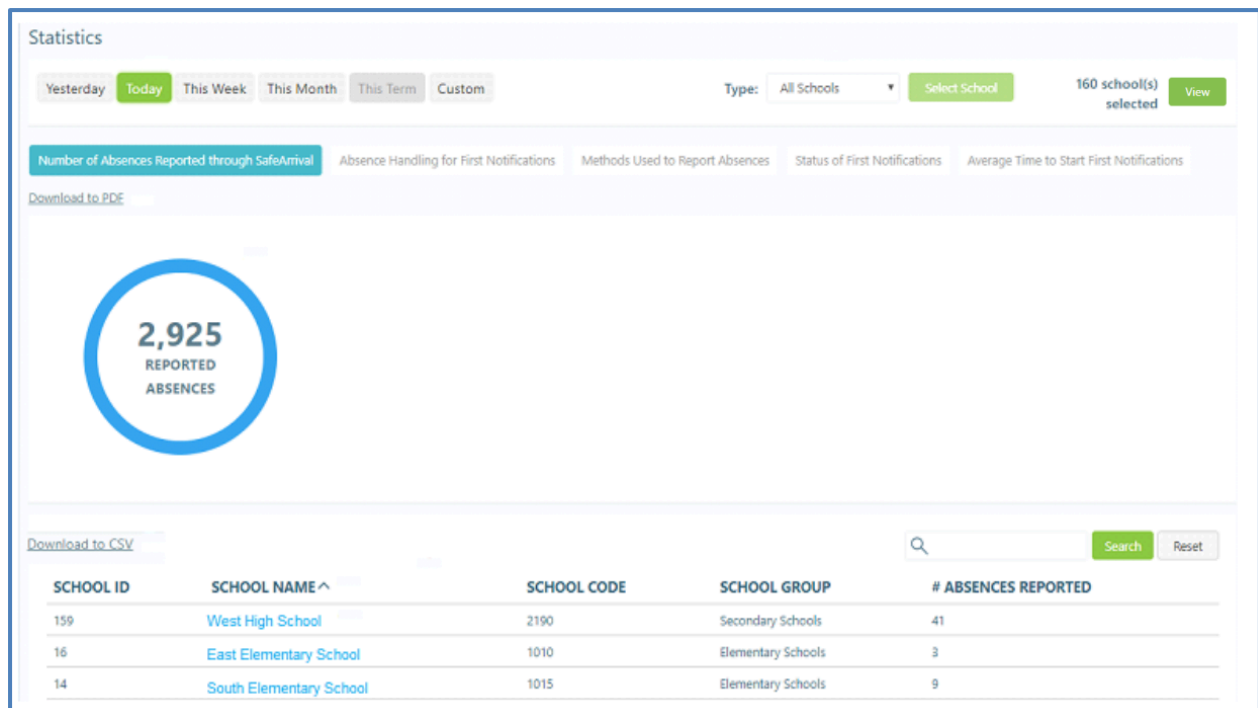 Statistics
Yesterday Today This Week This Month This Term Custom Type: All Schools Select School 160 school(s) selected View
Number of Absences Reported through SafeArrival Absence Handling for First Notifications Methods Used to Report Absences Status of First Notifications Average Time to Start First Notifications
Download to PDF
2,925
REPORTED
ABSENCES
Download to CSV Search Reset
SCHOOL ID SCHOOL NAME SCHOOL CODE SCHOOL GROUP # ABSENCES REPORTED
159 West High School 2190 Secondary Schools 41
16 East Elementary School 1010 Elementary Schools 3
14 South Elementary School 1015 Elementary Schools 9